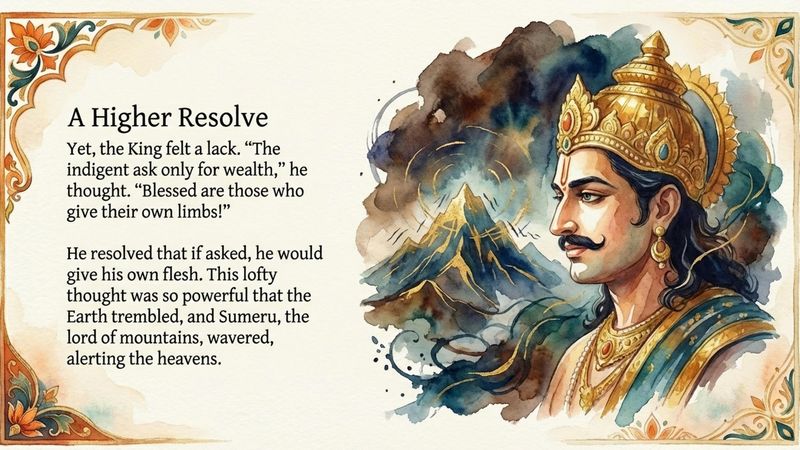 A Higher Resolve
Yet, the King felt a lack. “The
indigent ask only for wealth,” he
thought. “Blessed are those who
give their own limbs!”
He resolved that if asked, he would
give his own flesh. This lofty
thought was so powerful that the
Earth trembled, and Sumeru, the
lord of mountains, wavered,
alerting the heavens.